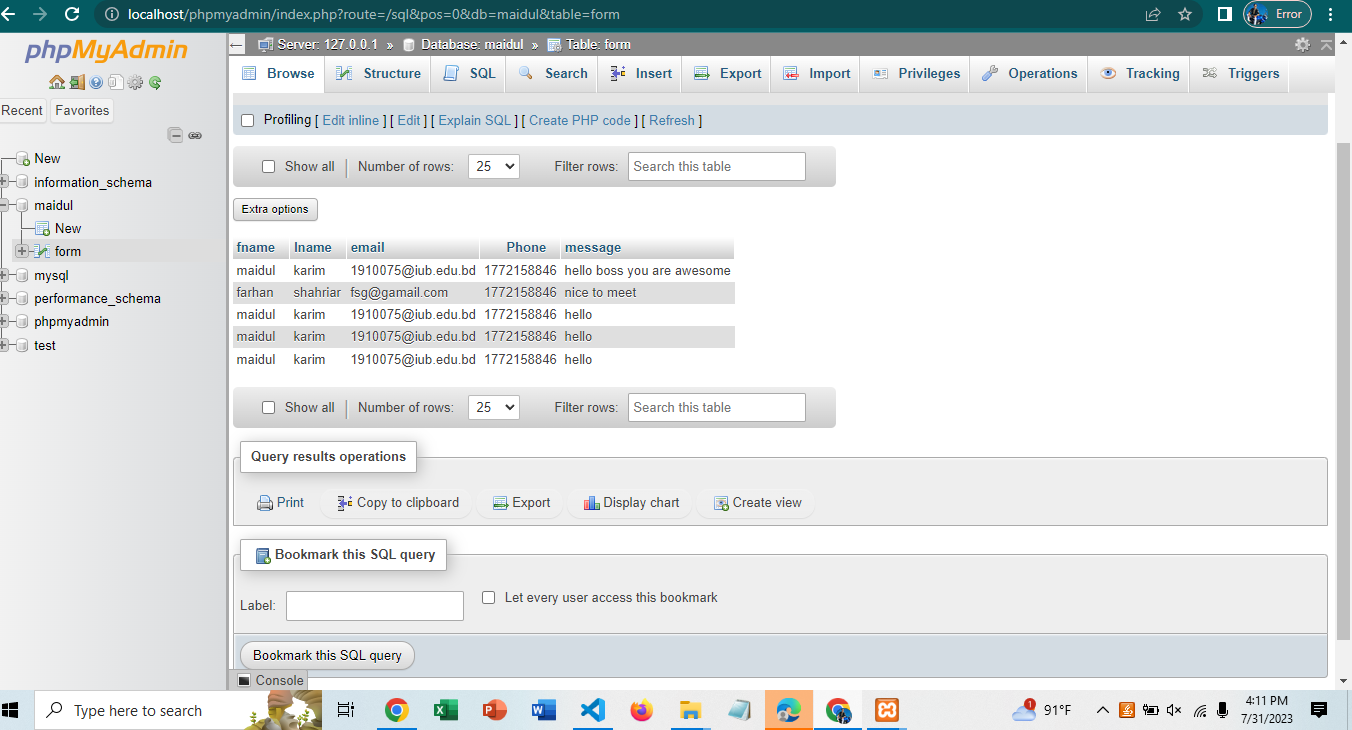 localhost/phpmyadmin/index.php?route=/sql&pos=0&db=maidul&table=form
Error
phpMyAdmin
Recent Favorites
New
information_schema
maidul
New
form
mysql
performance_schema
phpmyadmin
test
Server: 127.0.0.1 » Database: maidul » Table: form
Browse Structure SQL Search Insert Export Import Privileges Operations Tracking Triggers
Profiling [ Edit inline ] [ Edit ] [ Explain SQL ] [ Create PHP code ] [ Refresh ]
Show all Number of rows: 25 Filter rows: Search this table
Extra options
fname lname email Phone message
maidul karim 1910075@iub.edu.bd 1772158846 hello boss you are awesome
farhan shahriar fsg@gamail.com 1772158846 nice to meet
maidul karim 1910075@iub.edu.bd 1772158846 hello
maidul karim 1910075@iub.edu.bd 1772158846 hello
maidul karim 1910075@iub.edu.bd 1772158846 hello
Show all Number of rows: 25 Filter rows: Search this table
Query results operations
Print Copy to clipboard Export Display chart Create view
Bookmark this SQL query
Label: Let every user access this bookmark
Bookmark this SQL query
Console
Type here to search
1 91°F
4:11 PM
7/31/2023